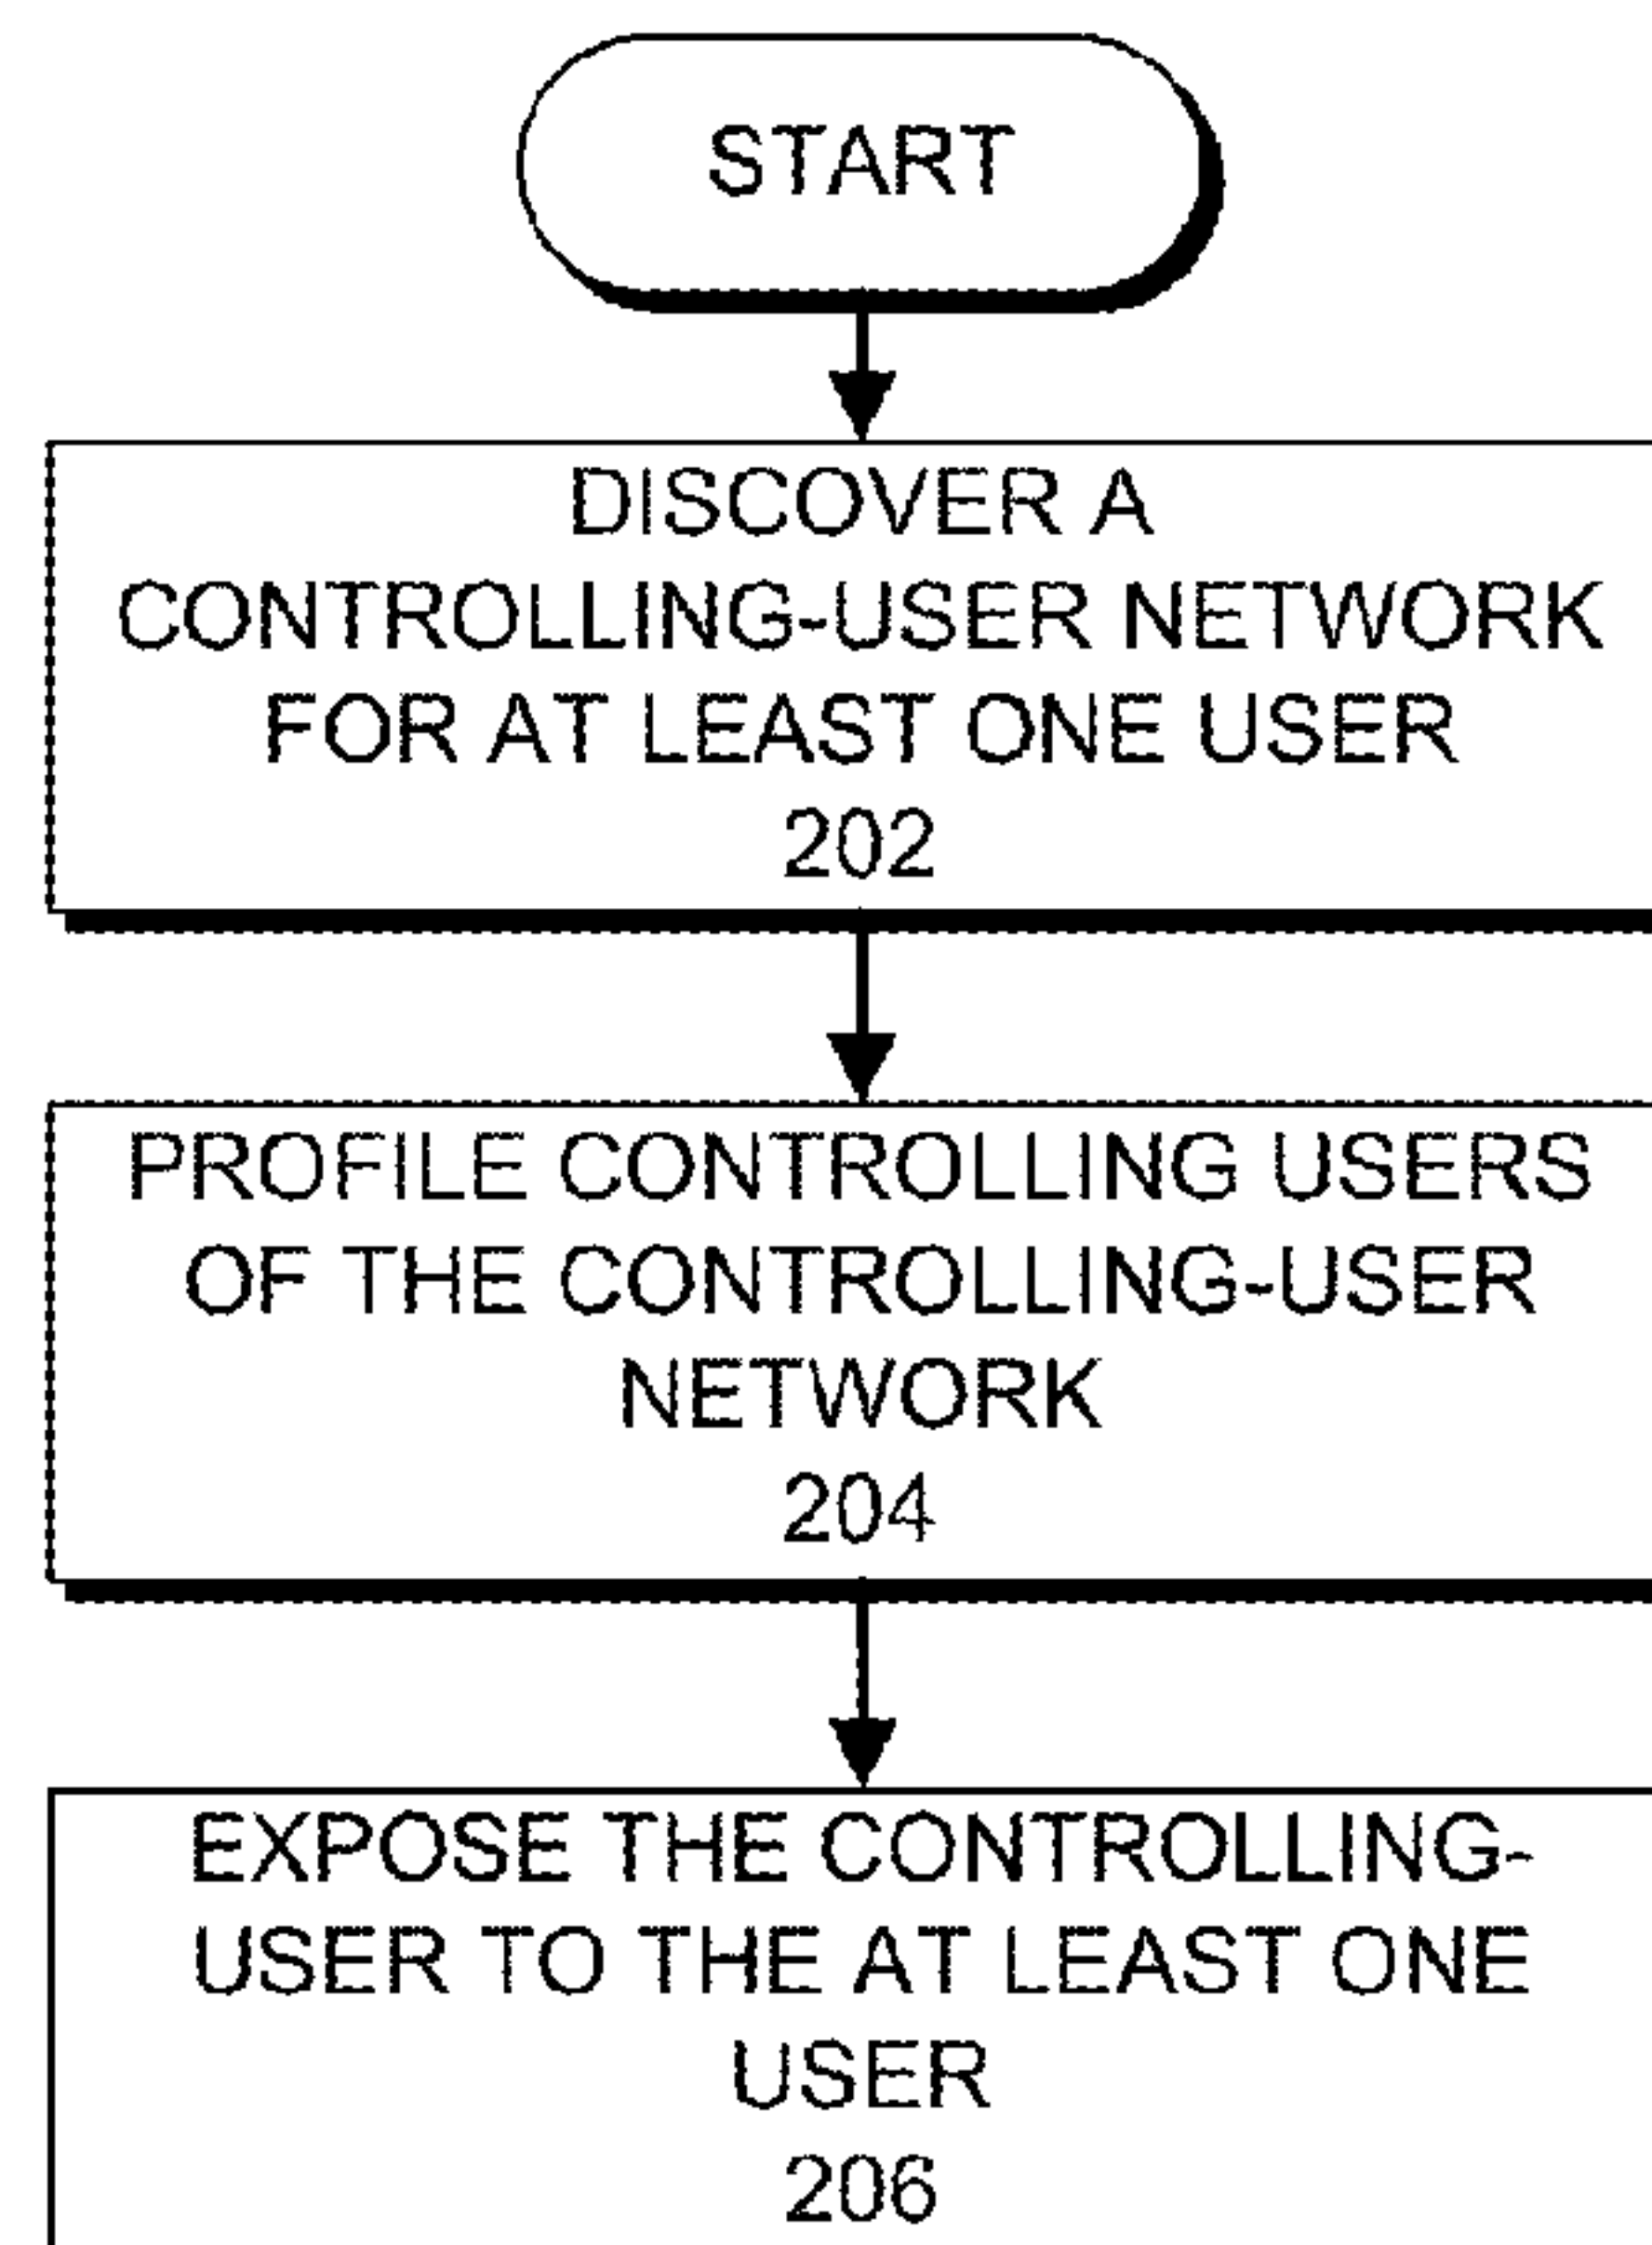 START
DISCOVER A
CONTROLLING-USER NETWORK
FOR AT LEAST ONE USER
202
PROFILE CONTROLLING USERS
OF THE CONTROLLING-USER
NETWORK
204
EXPOSE THE CONTROLLING-
USER TO THE AT LEAST ONE
USER
206